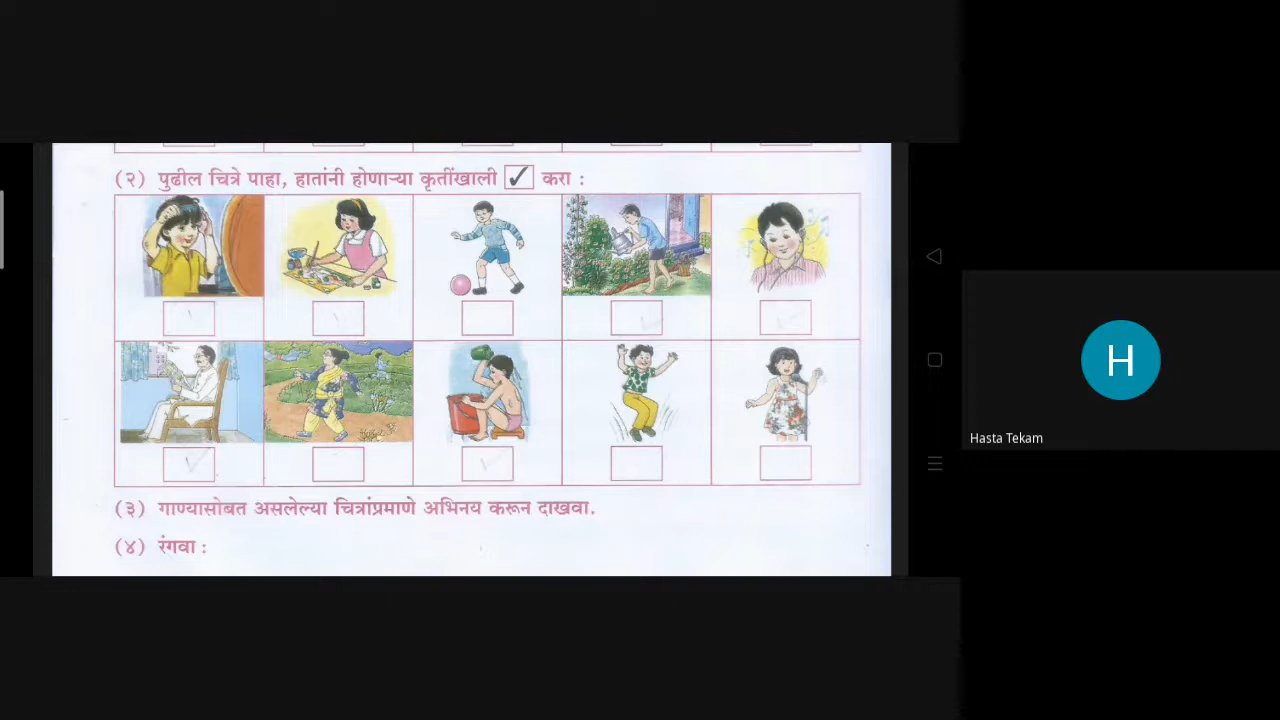 (२) पुढील चित्रे पाहा, हातांनी होणाऱ्या कृतींखाली ✓ करा :
(३) गाण्यासोबत असलेल्या चित्रांप्रमाणे अभिनय करून दाखवा.
(४) रंगवा :
H
Hasta Tekam